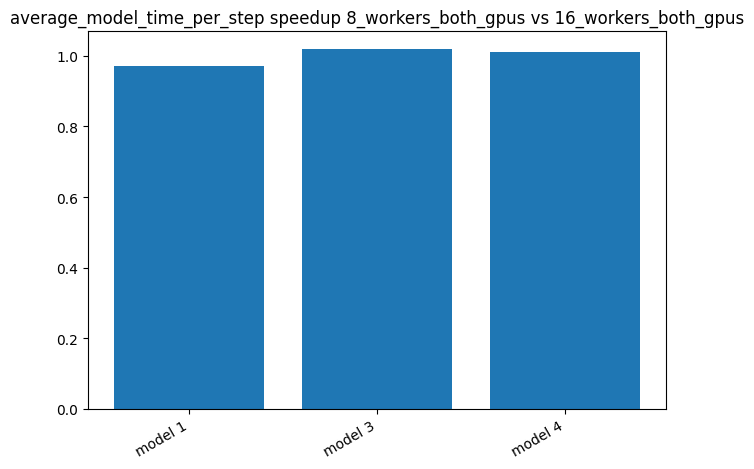 average_model_time_per_step speedup 8_workers_both_gpus vs 16_workers_both_gpus
1.0
0.8
0.6
0.4
0.2
0.0
model 1
model 3
model 4